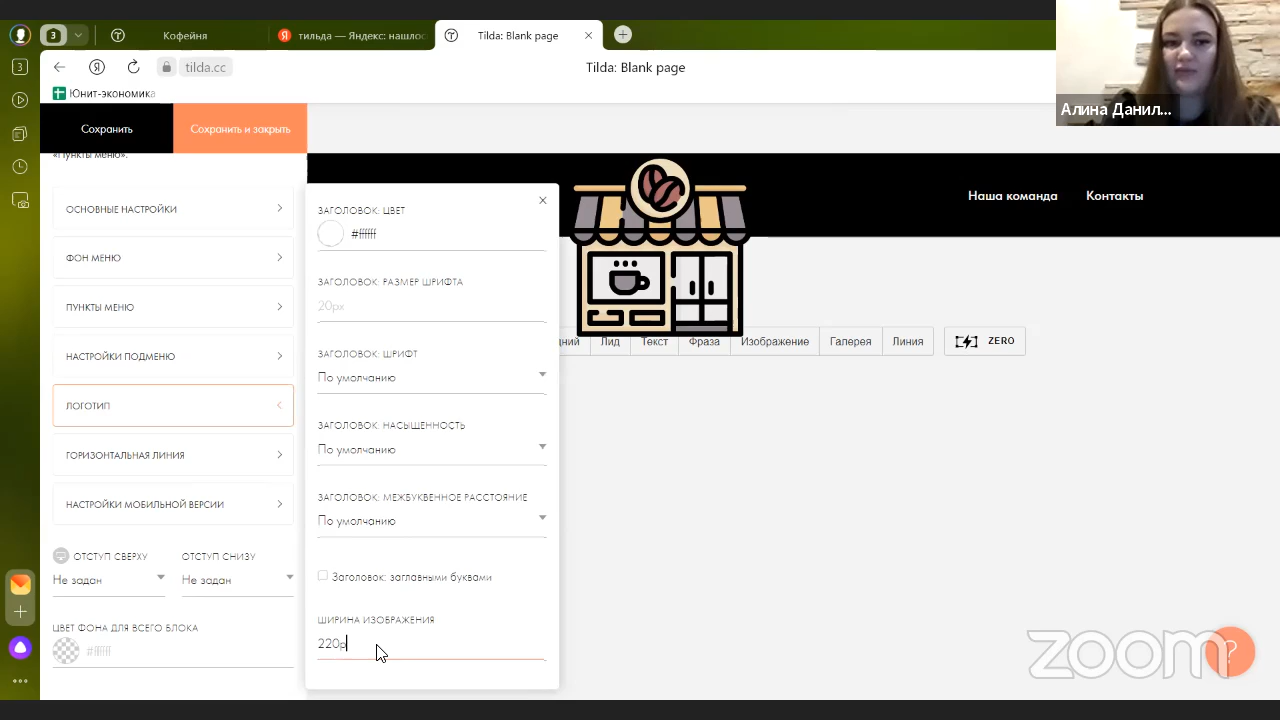 3
Кофейня
тильда — Яндекс: нашлос
Tilda: Blank page
tilda.cc
Tilda: Blank page
3
Юнит-экономика
Алина Данил...
Сохранить
Сохранить и закрыть
«Пункты меню».
ОСНОВНЫЕ НАСТРОЙКИ
ФОН МЕНЮ
ПУНКТЫ МЕНЮ
НАСТРОЙКИ ПОДМЕНЮ
ЛОГОТИП
ГОРИЗОНТАЛЬНАЯ ЛИНИЯ
НАСТРОЙКИ МОБИЛЬНОЙ ВЕРСИИ
ОТСТУП СВЕРХУ
ОТСТУП СНИЗУ
Не задан
Не задан
ЦВЕТ ФОНА ДЛЯ ВСЕГО БЛОКА
#ffffff
ЗАГОЛОВОК: ЦВЕТ
#ffffff
ЗАГОЛОВОК: РАЗМЕР ШРИФТА
20px
ЗАГОЛОВОК: ШРИФТ
По умолчанию
ЗАГОЛОВОК: НАСЫЩЕННОСТЬ
По умолчанию
ЗАГОЛОВОК: МЕЖБУКВЕННОЕ РАССТОЯНИЕ
По умолчанию
Заголовок: заглавными буквами
ШИРИНА ИЗОБРАЖЕНИЯ
220p
Наша команда
Контакты
дний
Лид
Текст
Фраза
Изображение
Галерея
Линия
ZERO
zoom
?